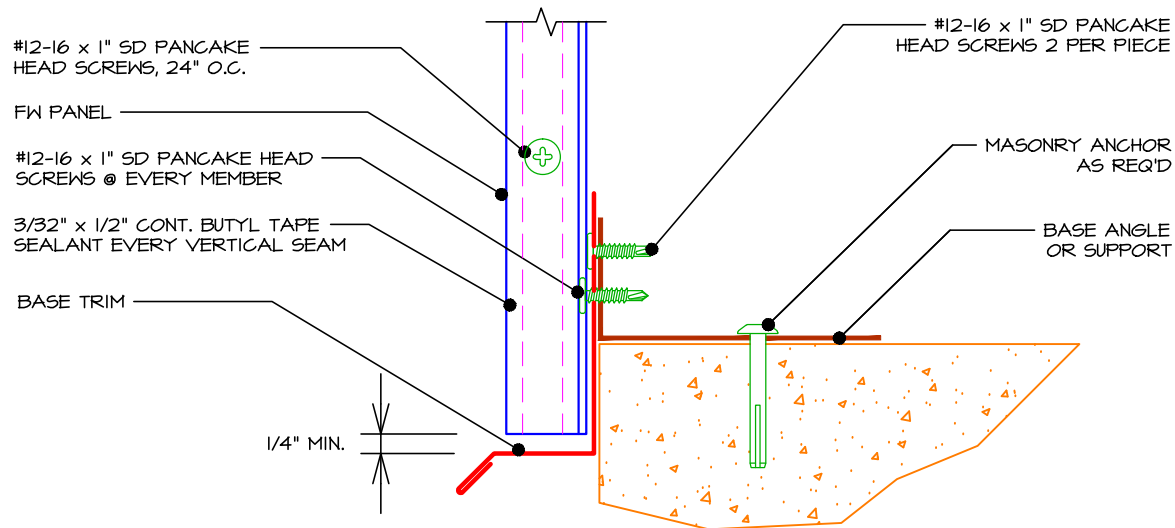 #12-16 x 1" SD PANCAKE
HEAD SCREWS, 24" O.C.
FW PANEL
#12-16 x 1" SD PANCAKE HEAD
SCREWS @ EVERY MEMBER
3/32" x 1/2" CONT. BUTYL TAPE
SEALANT EVERY VERTICAL SEAM
BASE TRIM
1/4" MIN.
#12-16 x 1" SD PANCAKE
HEAD SCREWS 2 PER PIECE
MASONRY ANCHOR
AS REQ'D
BASE ANGLE
OR SUPPORT